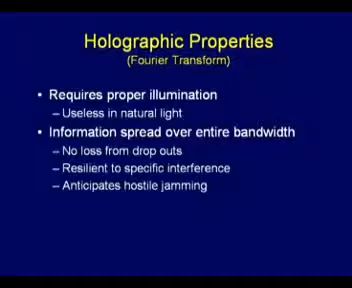 Holographic Properties
(Fourier Transform)
• Requires proper illumination
– Useless in natural light
• Information spread over entire bandwidth
– No loss from drop outs
– Resilient to specific interference
– Anticipates hostile jamming